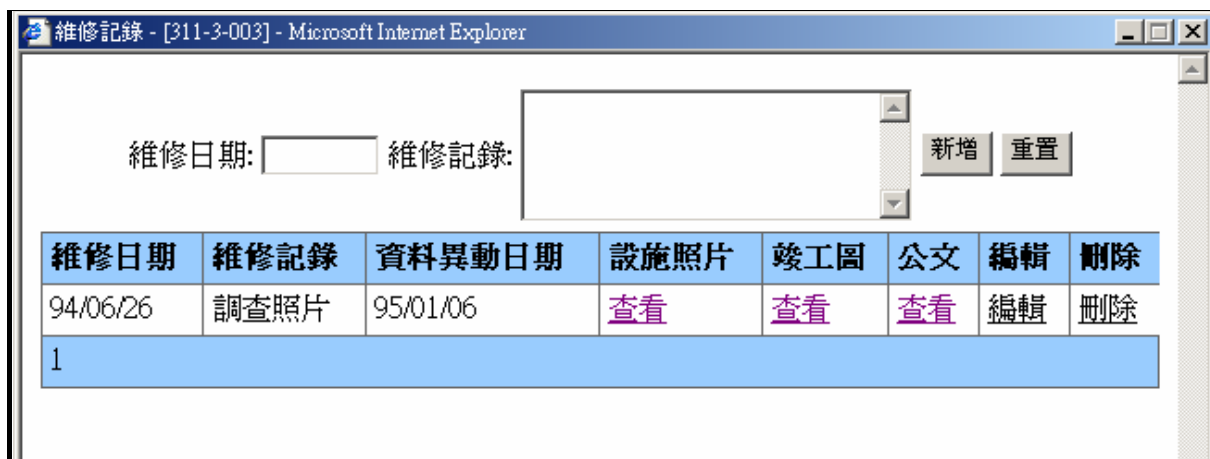 維修記錄 - [311-3-003] - Microsoft Internet Explorer
維修日期: 維修記錄: 新增 重置
維修日期 維修記錄 資料異動日期 設施照片 竣工圖 公文 編輯 刪除
94/06/26 調查照片 95/01/06 查看 查看 查看 編輯 刪除
1